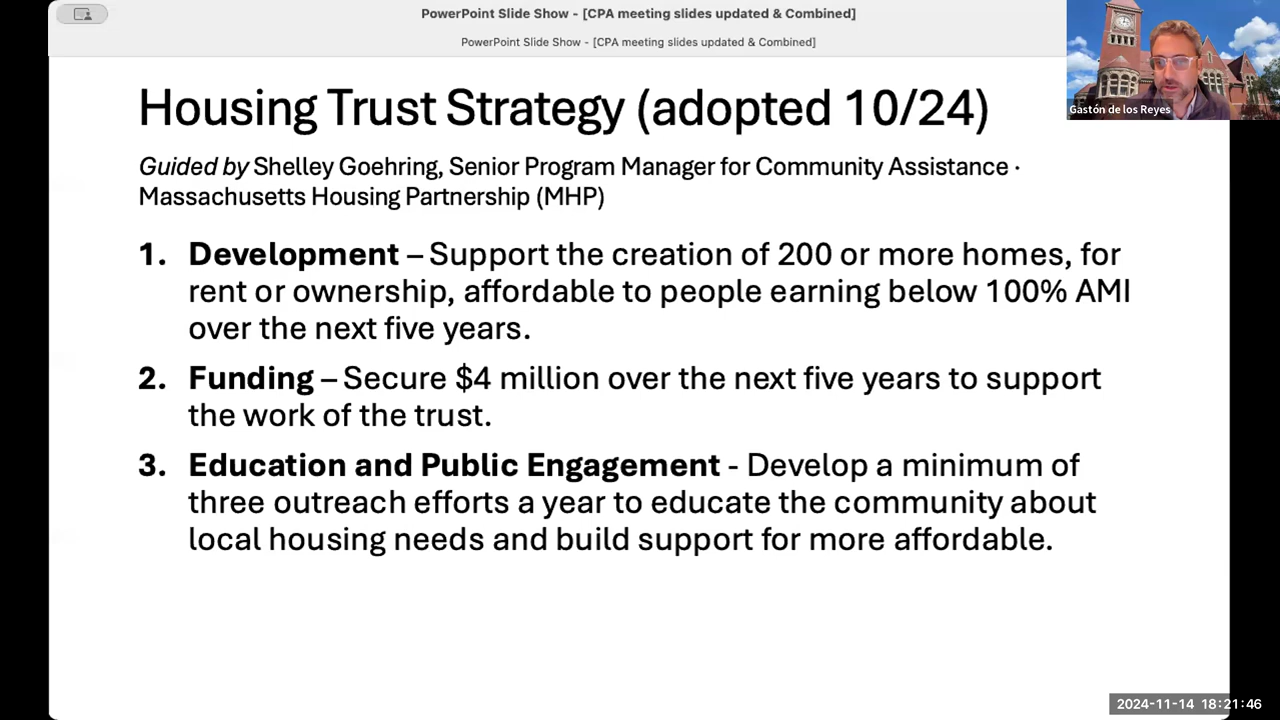 PowerPoint Slide Show - [CPA meeting slides updated & Combined]
PowerPoint Slide Show - [CPA meeting slides updated & Combined]
Gastón de los Reyes
Housing Trust Strategy (adopted 10/24)
Guided by Shelley Goehring, Senior Program Manager for Community Assistance ·
Massachusetts Housing Partnership (MHP)
1. Development – Support the creation of 200 or more homes, for
rent or ownership, affordable to people earning below 100% AMI
over the next five years.
2. Funding – Secure $4 million over the next five years to support
the work of the trust.
3. Education and Public Engagement - Develop a minimum of
three outreach efforts a year to educate the community about
local housing needs and build support for more affordable.
2024-11-14 18:21:46